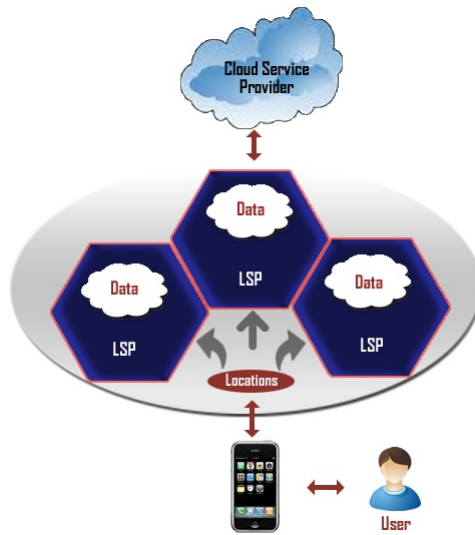 Cloud Service
Provider
Data
LSP
Data
LSP
Data
LSP
Locations
User